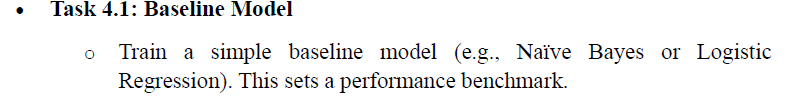 • Task 4.1: Baseline Model
o Train a simple baseline model (e.g., Naïve Bayes or Logistic
Regression). This sets a performance benchmark.